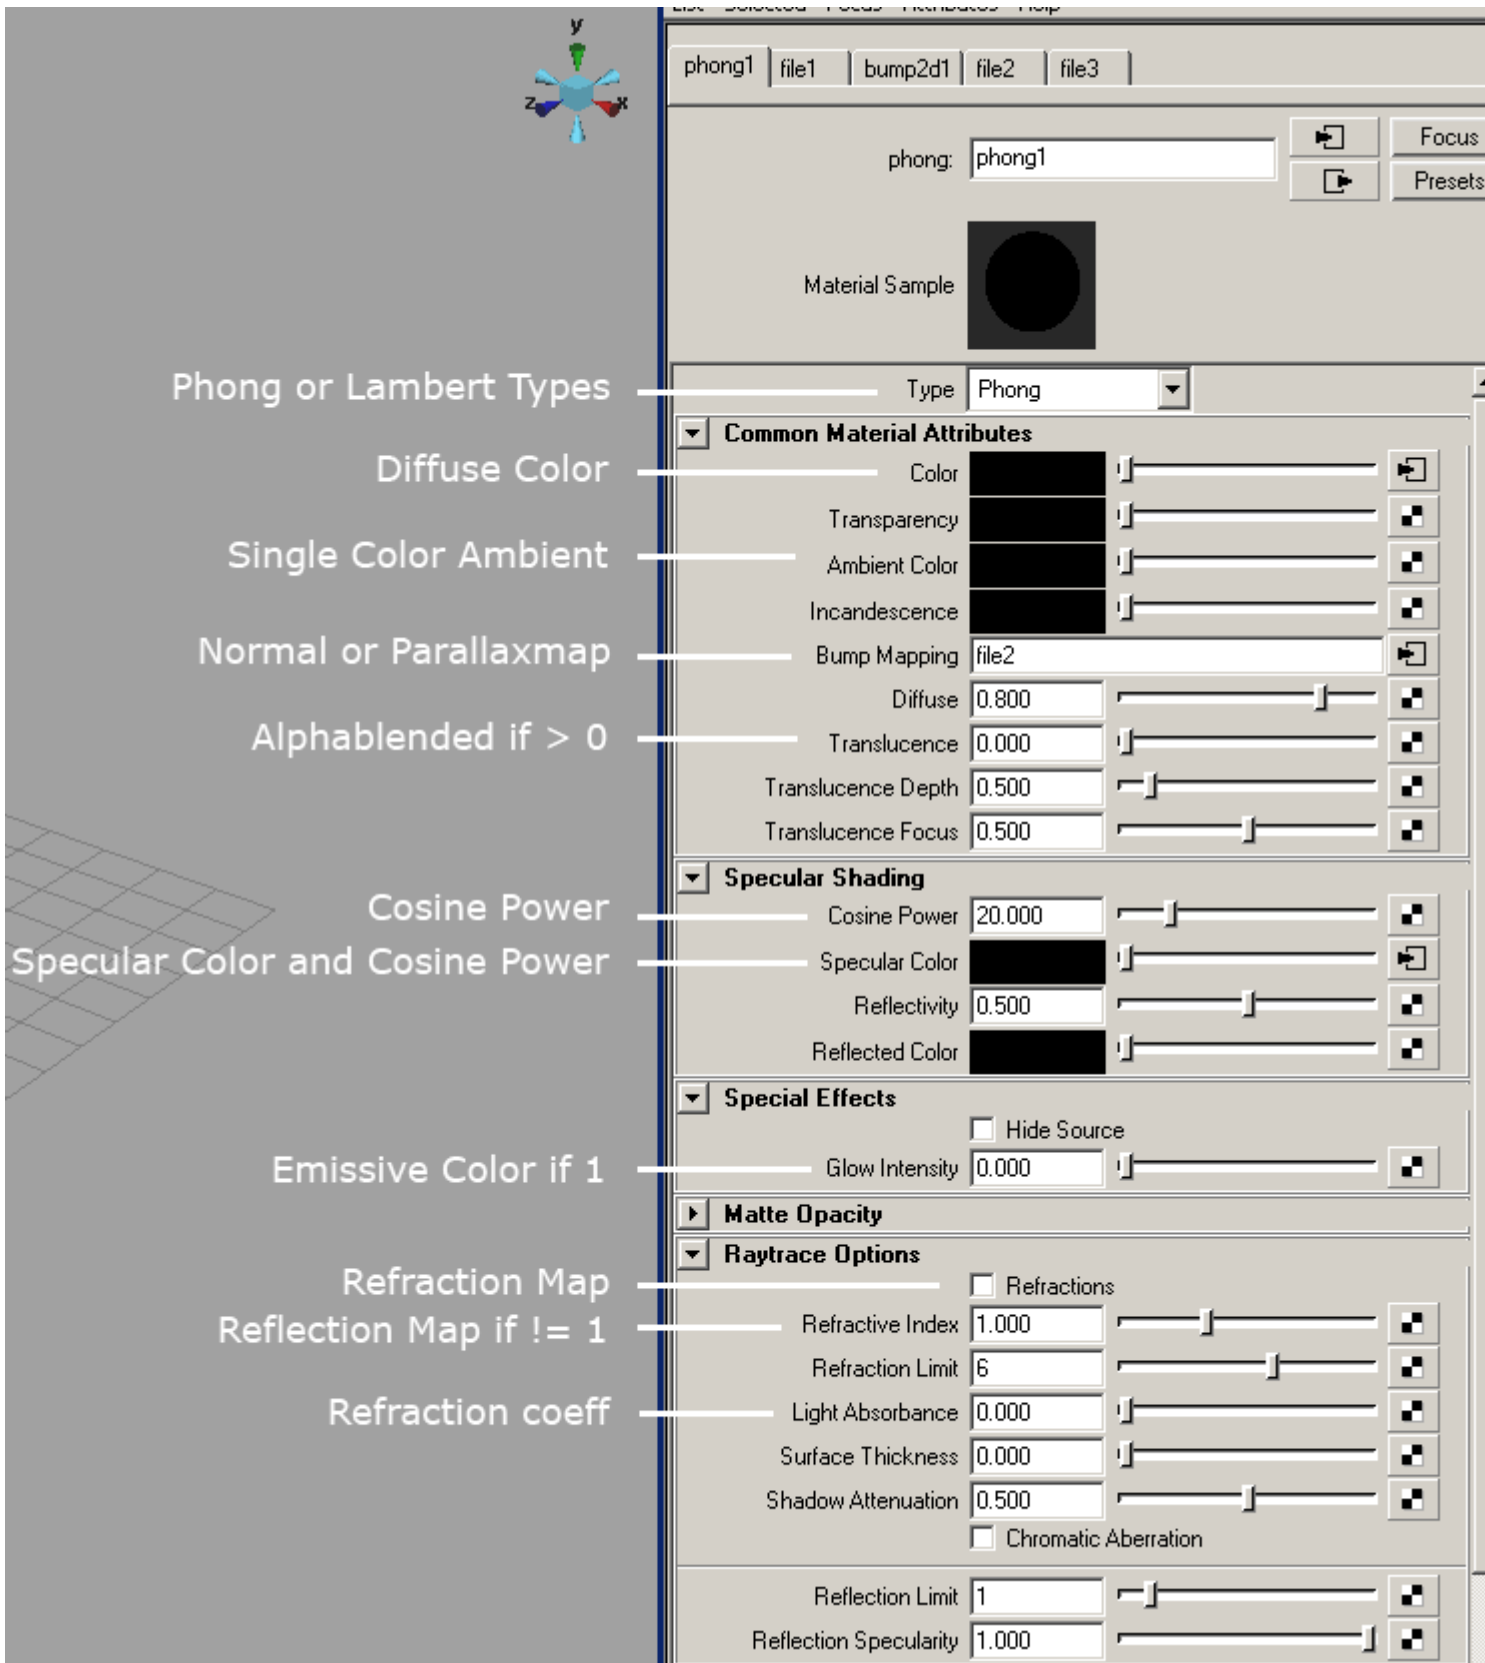 List Selected Focus Attributes Help
y
z x
phong1 file1 bump2d1 file2 file3
phong: phong1
Focus
Presets
Material Sample
Phong or Lambert Types Type Phong
Common Material Attributes
Diffuse Color Color
Transparency
Single Color Ambient Ambient Color
Incandescence
Normal or Parallaxmap Bump Mapping file2
Diffuse 0.800
Alphablended if > 0 Translucence 0.000
Translucence Depth 0.500
Translucence Focus 0.500
Specular Shading
Cosine Power Cosine Power 20.000
Specular Color and Cosine Power Specular Color
Reflectivity 0.500
Reflected Color
Special Effects
Hide Source
Emissive Color if 1 Glow Intensity 0.000
Matte Opacity
Raytrace Options
Refraction Map Refractions
Reflection Map if != 1 Refractive Index 1.000
Refraction Limit 6
Refraction coeff Light Absorbance 0.000
Surface Thickness 0.000
Shadow Attenuation 0.500
Chromatic Aberration
Reflection Limit 1
Reflection Specularity 1.000